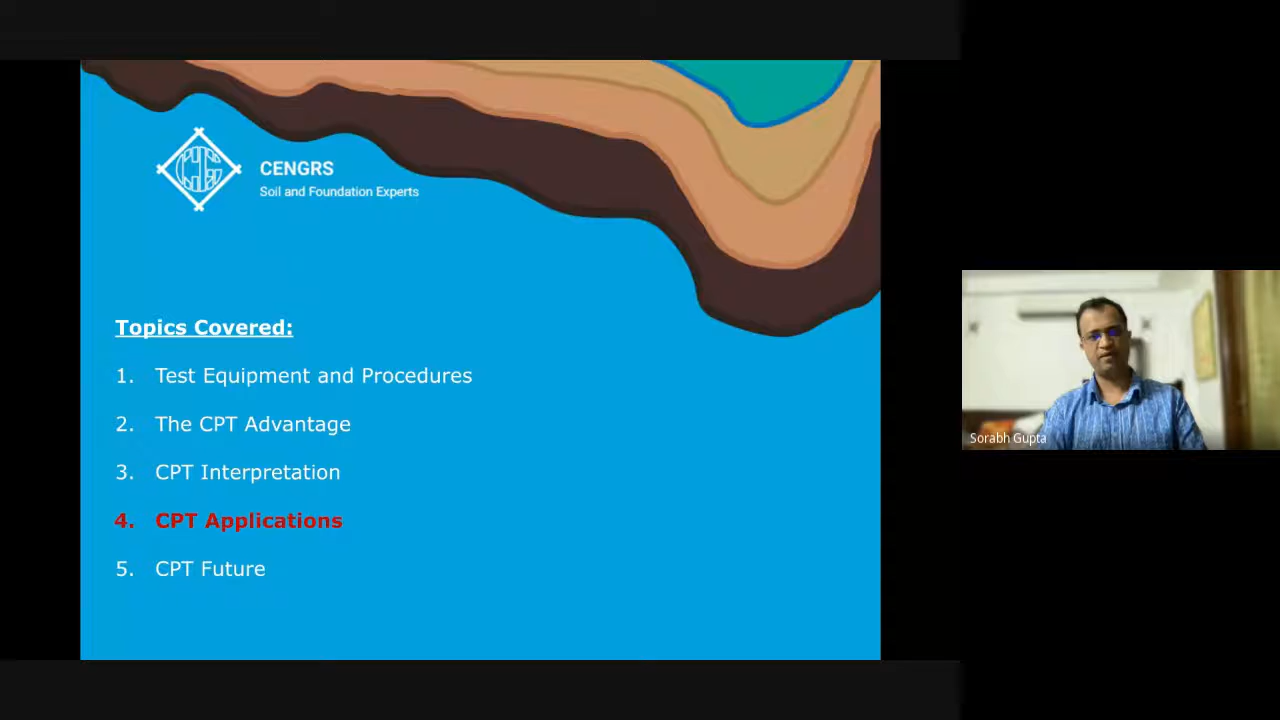 CENGRS
Soil and Foundation Experts
Topics Covered:
1. Test Equipment and Procedures
2. The CPT Advantage
3. CPT Interpretation
4. CPT Applications
5. CPT Future
Sorabh Gupta